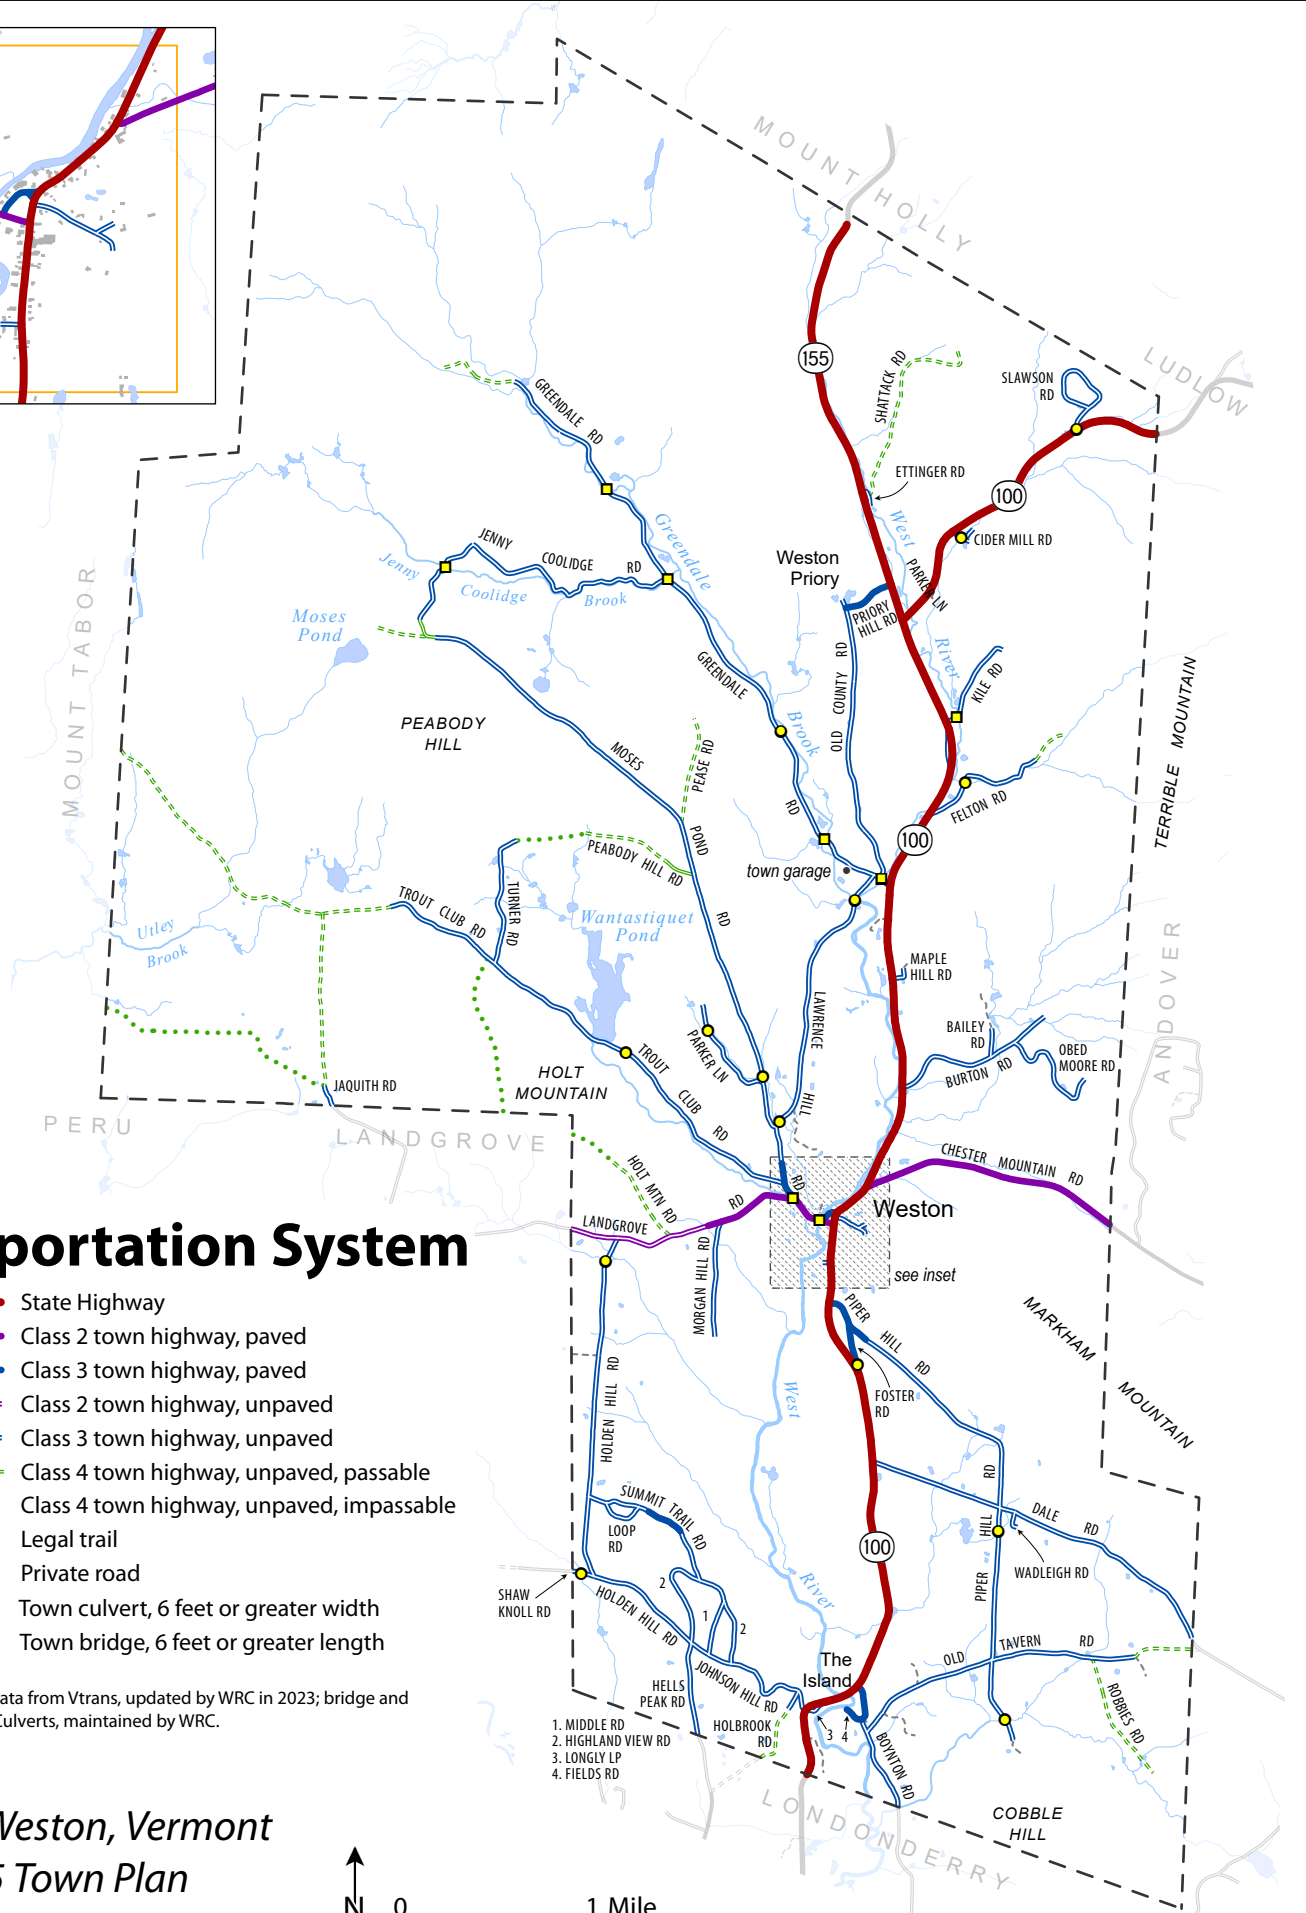 MOUNT HOLLY
LUDLOW
155
SHATTACK RD
SLAWSON
RD
GREENDALE RD
ETTINGER RD
100
CIDER MILL RD
West
Greendale
JENNY COOLIDGE RD
Jenny
Coolidge
Brook
Weston
Priory
PARKER LN
PRIORY
HILL RD
River
Moses
Pond
MOUNT TABOR
GREENDALE
OLD COUNTY RD
KILE RD
TERRIBLE MOUNTAIN
PEABODY
HILL
MOSES
PEASE RD
Brook
RD
FELTON RD
100
POND
PEABODY HILL RD
town garage
TROUT CLUB RD
TURNER RD
RD
Wantastiquet
Pond
Utley
Brook
MAPLE
HILL RD
ANDOVER
LAWRENCE
BAILEY
RD
OBED
MOORE RD
BURTON RD
PARKER LN
TROUT
CLUB
RD
HOLT
MOUNTAIN
JAQUITH RD
HILL
PERU
LANDGROVE
CHESTER MOUNTAIN RD
HOLT MTN RD
RD
RD
LANDGROVE
Weston
MORGAN HILL RD
see inset
portation System
State Highway
Class 2 town highway, paved
Class 3 town highway, paved
Class 2 town highway, unpaved
Class 3 town highway, unpaved
Class 4 town highway, unpaved, passable
Class 4 town highway, unpaved, impassable
Legal trail
Private road
Town culvert, 6 feet or greater width
Town bridge, 6 feet or greater length
ata from Vtrans, updated by WRC in 2023; bridge and
Culverts, maintained by WRC.
PIPER
HILL
RD
MARKHAM
MOUNTAIN
FOSTER
RD
West
HOLDEN HILL RD
RD
SUMMIT TRAIL RD
LOOP
RD
DALE RD
HILL
100
WADLEIGH RD
SHAW
KNOLL RD
2
HOLDEN HILL RD
1
2
River
PIPER
The
Island
OLD TAVERN RD
JOHNSON HILL RD
HELLS
PEAK RD
HOLBROOK
RD
ROBBIES RD
3
4
BOYNTON RD
1. MIDDLE RD
2. HIGHLAND VIEW RD
3. LONGLY LP
4. FIELDS RD
LONDONDERRY
COBBLE
HILL
Weston, Vermont
Town Plan
N
0
1 Mile